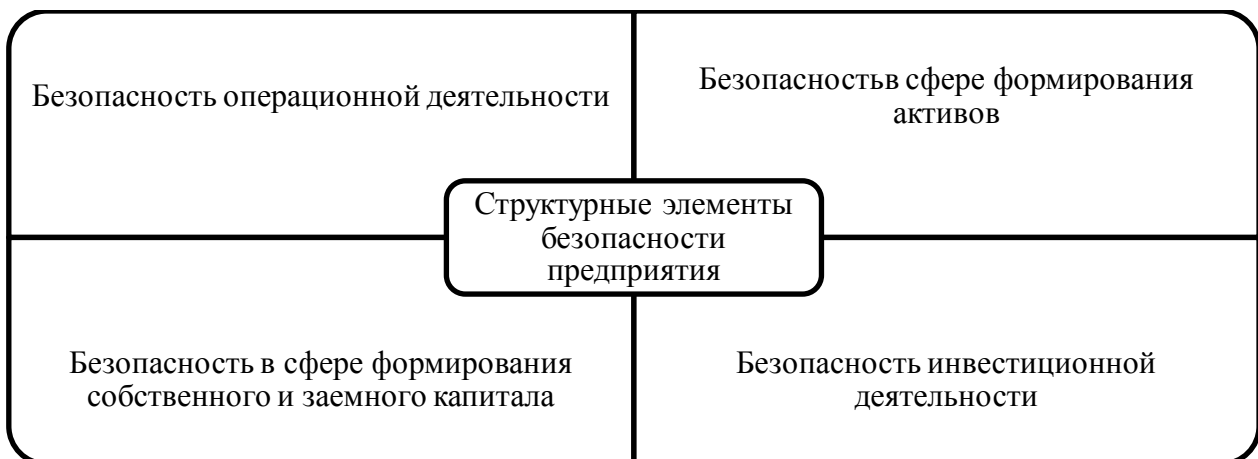 Безопасность операционной деятельности
Безопасностьв сфере формирования
активов
Структурные элементы
безопасности
предприятия
Безопасность в сфере формирования
собственного и заемного капитала
Безопасность инвестиционной
деятельности